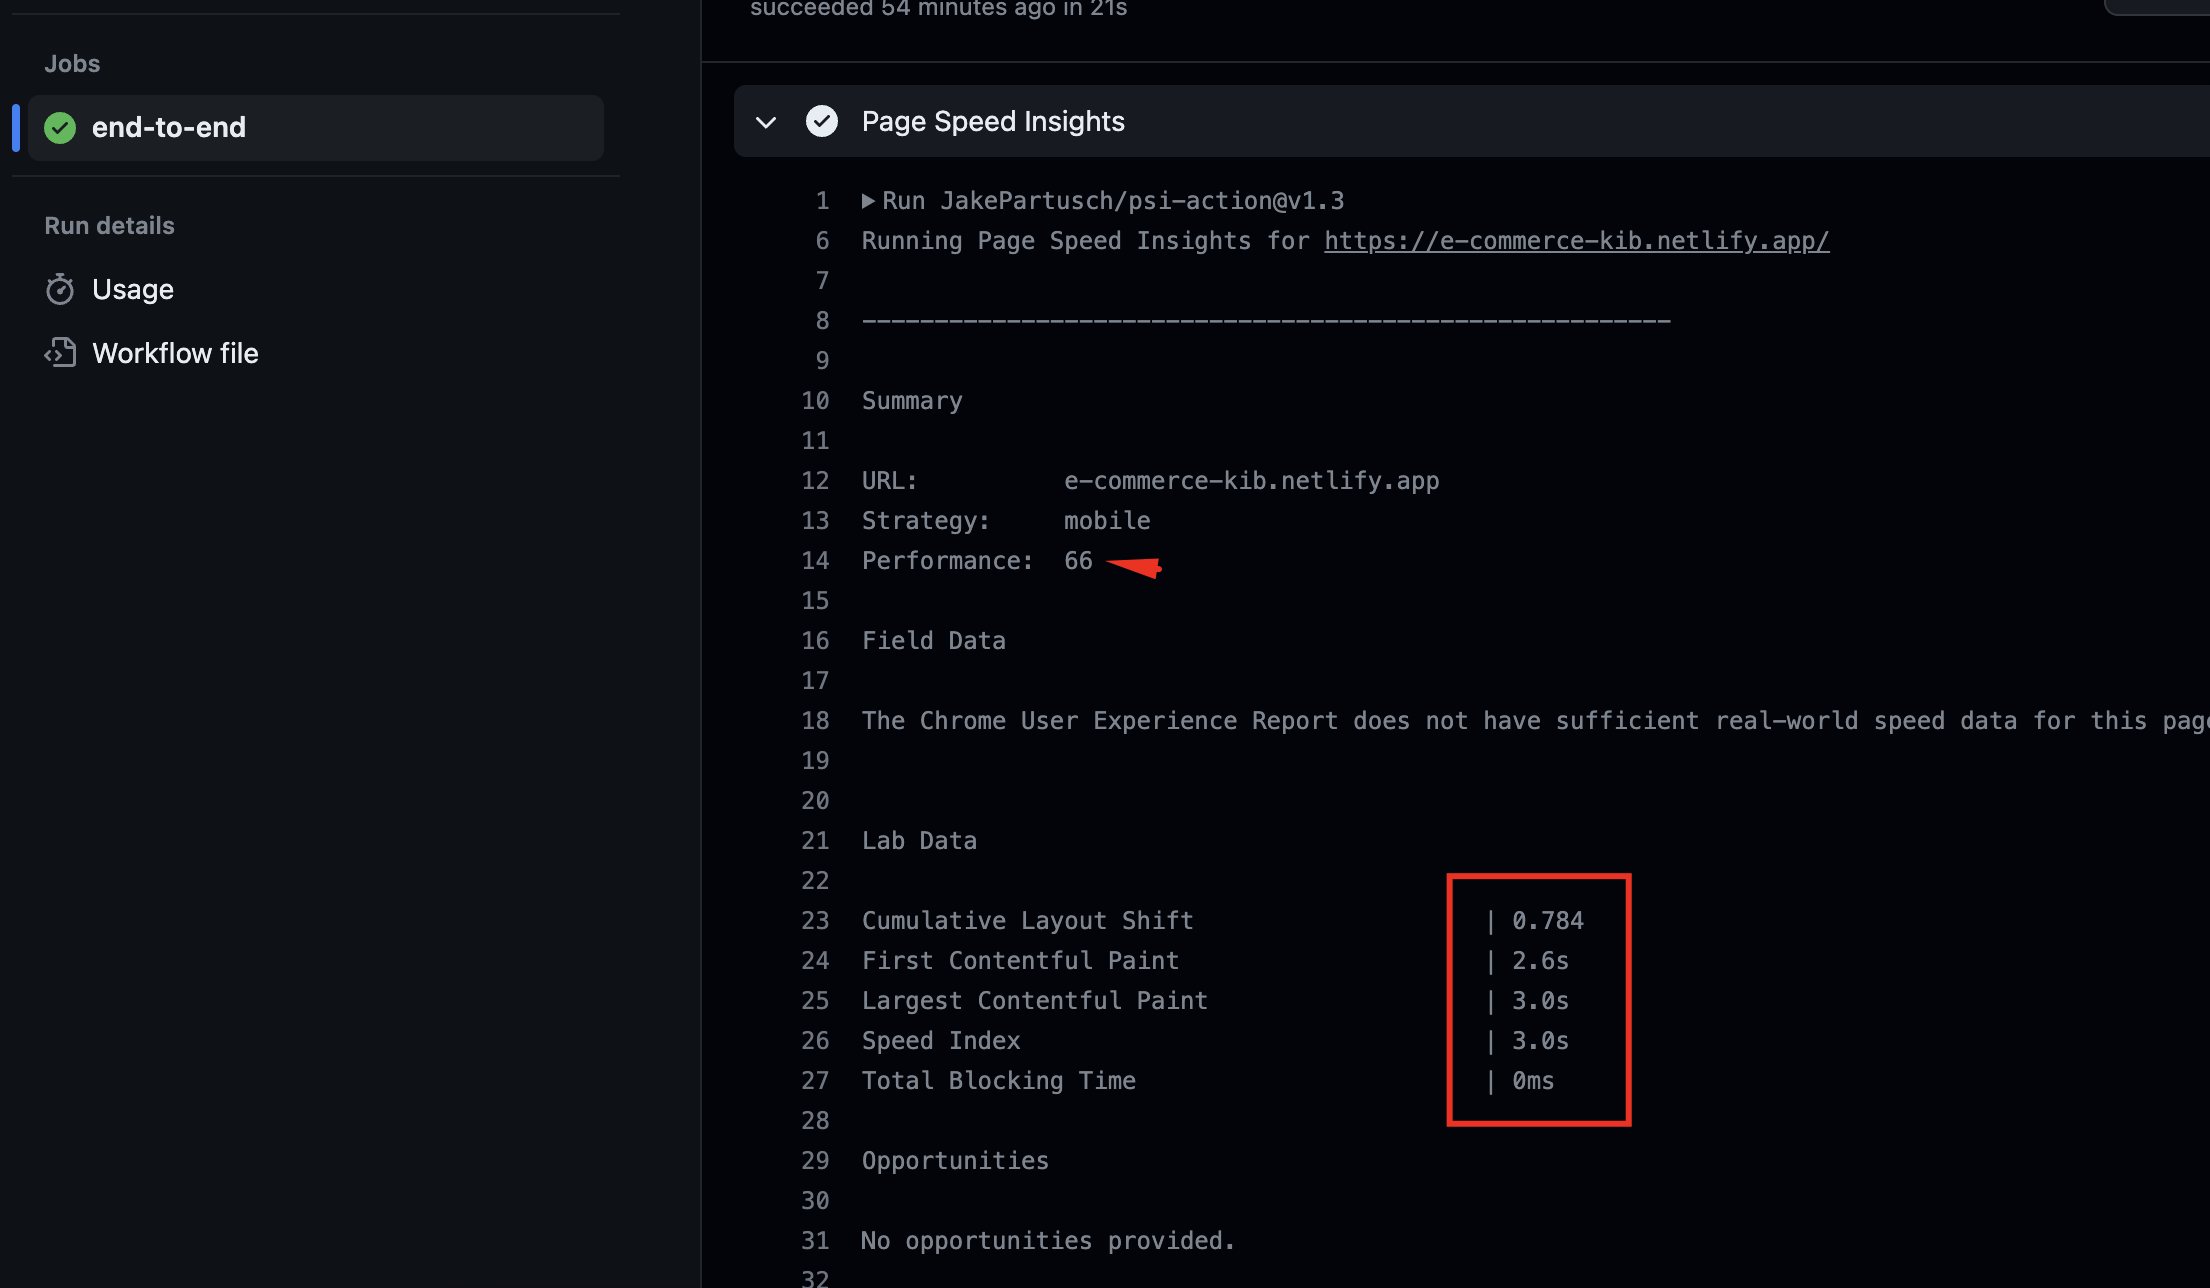 succeeded 54 minutes ago in 21s
Jobs
end-to-end
Run details
Usage
Workflow file
Page Speed Insights
1 Run JakePartusch/psi-action@v1.3
6 Running Page Speed Insights for https://e-commerce-kib.netlify.app/
7
8 --------------------------------------------------------
9
10 Summary
11
12 URL: e-commerce-kib.netlify.app
13 Strategy: mobile
14 Performance: 66
15
16 Field Data
17
18 The Chrome User Experience Report does not have sufficient real-world speed data for this
19
20
21 Lab Data
22
23 Cumulative Layout Shift | 0.784
24 First Contentful Paint | 2.6s
25 Largest Contentful Paint | 3.0s
26 Speed Index | 3.0s
27 Total Blocking Time | 0ms
28
29 Opportunities
30
31 No opportunities provided.
32